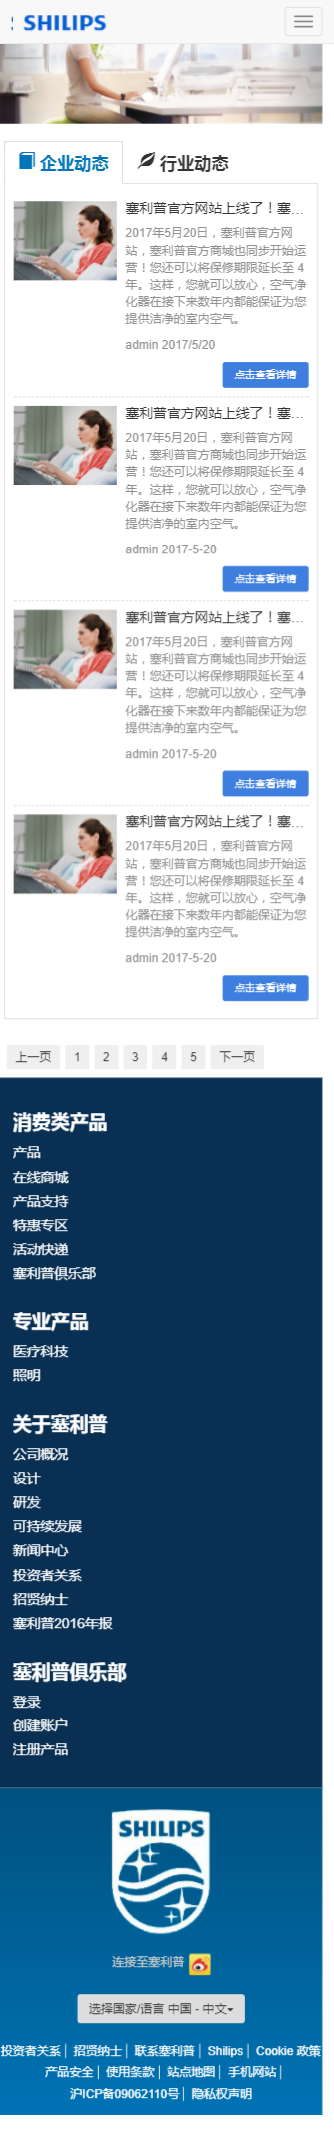 SHILIPS
企业动态 行业动态
塞利普官方网站上线了！塞…
2017年5月20日，塞利普官方网
站，塞利普官方商城也同步开始运
营！您还可以将保修期限延长至 4
年。这样，您就可以放心，空气净
化器在接下来数年内都能保证为您
提供洁净的室内空气。
admin 2017/5/20
点击查看详情
塞利普官方网站上线了！塞…
2017年5月20日，塞利普官方网
站，塞利普官方商城也同步开始运
营！您还可以将保修期限延长至 4
年。这样，您就可以放心，空气净
化器在接下来数年内都能保证为您
提供洁净的室内空气。
admin 2017-5-20
点击查看详情
塞利普官方网站上线了！塞…
2017年5月20日，塞利普官方网
站，塞利普官方商城也同步开始运
营！您还可以将保修期限延长至 4
年。这样，您就可以放心，空气净
化器在接下来数年内都能保证为您
提供洁净的室内空气。
admin 2017-5-20
点击查看详情
塞利普官方网站上线了！塞…
2017年5月20日，塞利普官方网
站，塞利普官方商城也同步开始运
营！您还可以将保修期限延长至 4
年。这样，您就可以放心，空气净
化器在接下来数年内都能保证为您
提供洁净的室内空气。
admin 2017-5-20
点击查看详情
上一页 1 2 3 4 5 下一页
消费类产品
产品
在线商城
产品支持
特惠专区
活动快递
塞利普俱乐部
专业产品
医疗科技
照明
关于塞利普
公司概况
设计
研发
可持续发展
新闻中心
投资者关系
招贤纳士
塞利普2016年报
塞利普俱乐部
登录
创建账户
注册产品
SHILIPS
连接至塞利普
选择国家/语言 中国 - 中文
投资者关系| 招贤纳士| 联系塞利普| Shilips| Cookie 政策
产品安全| 使用条款| 站点地图| 手机网站|
沪ICP备09062110号| 隐私权声明